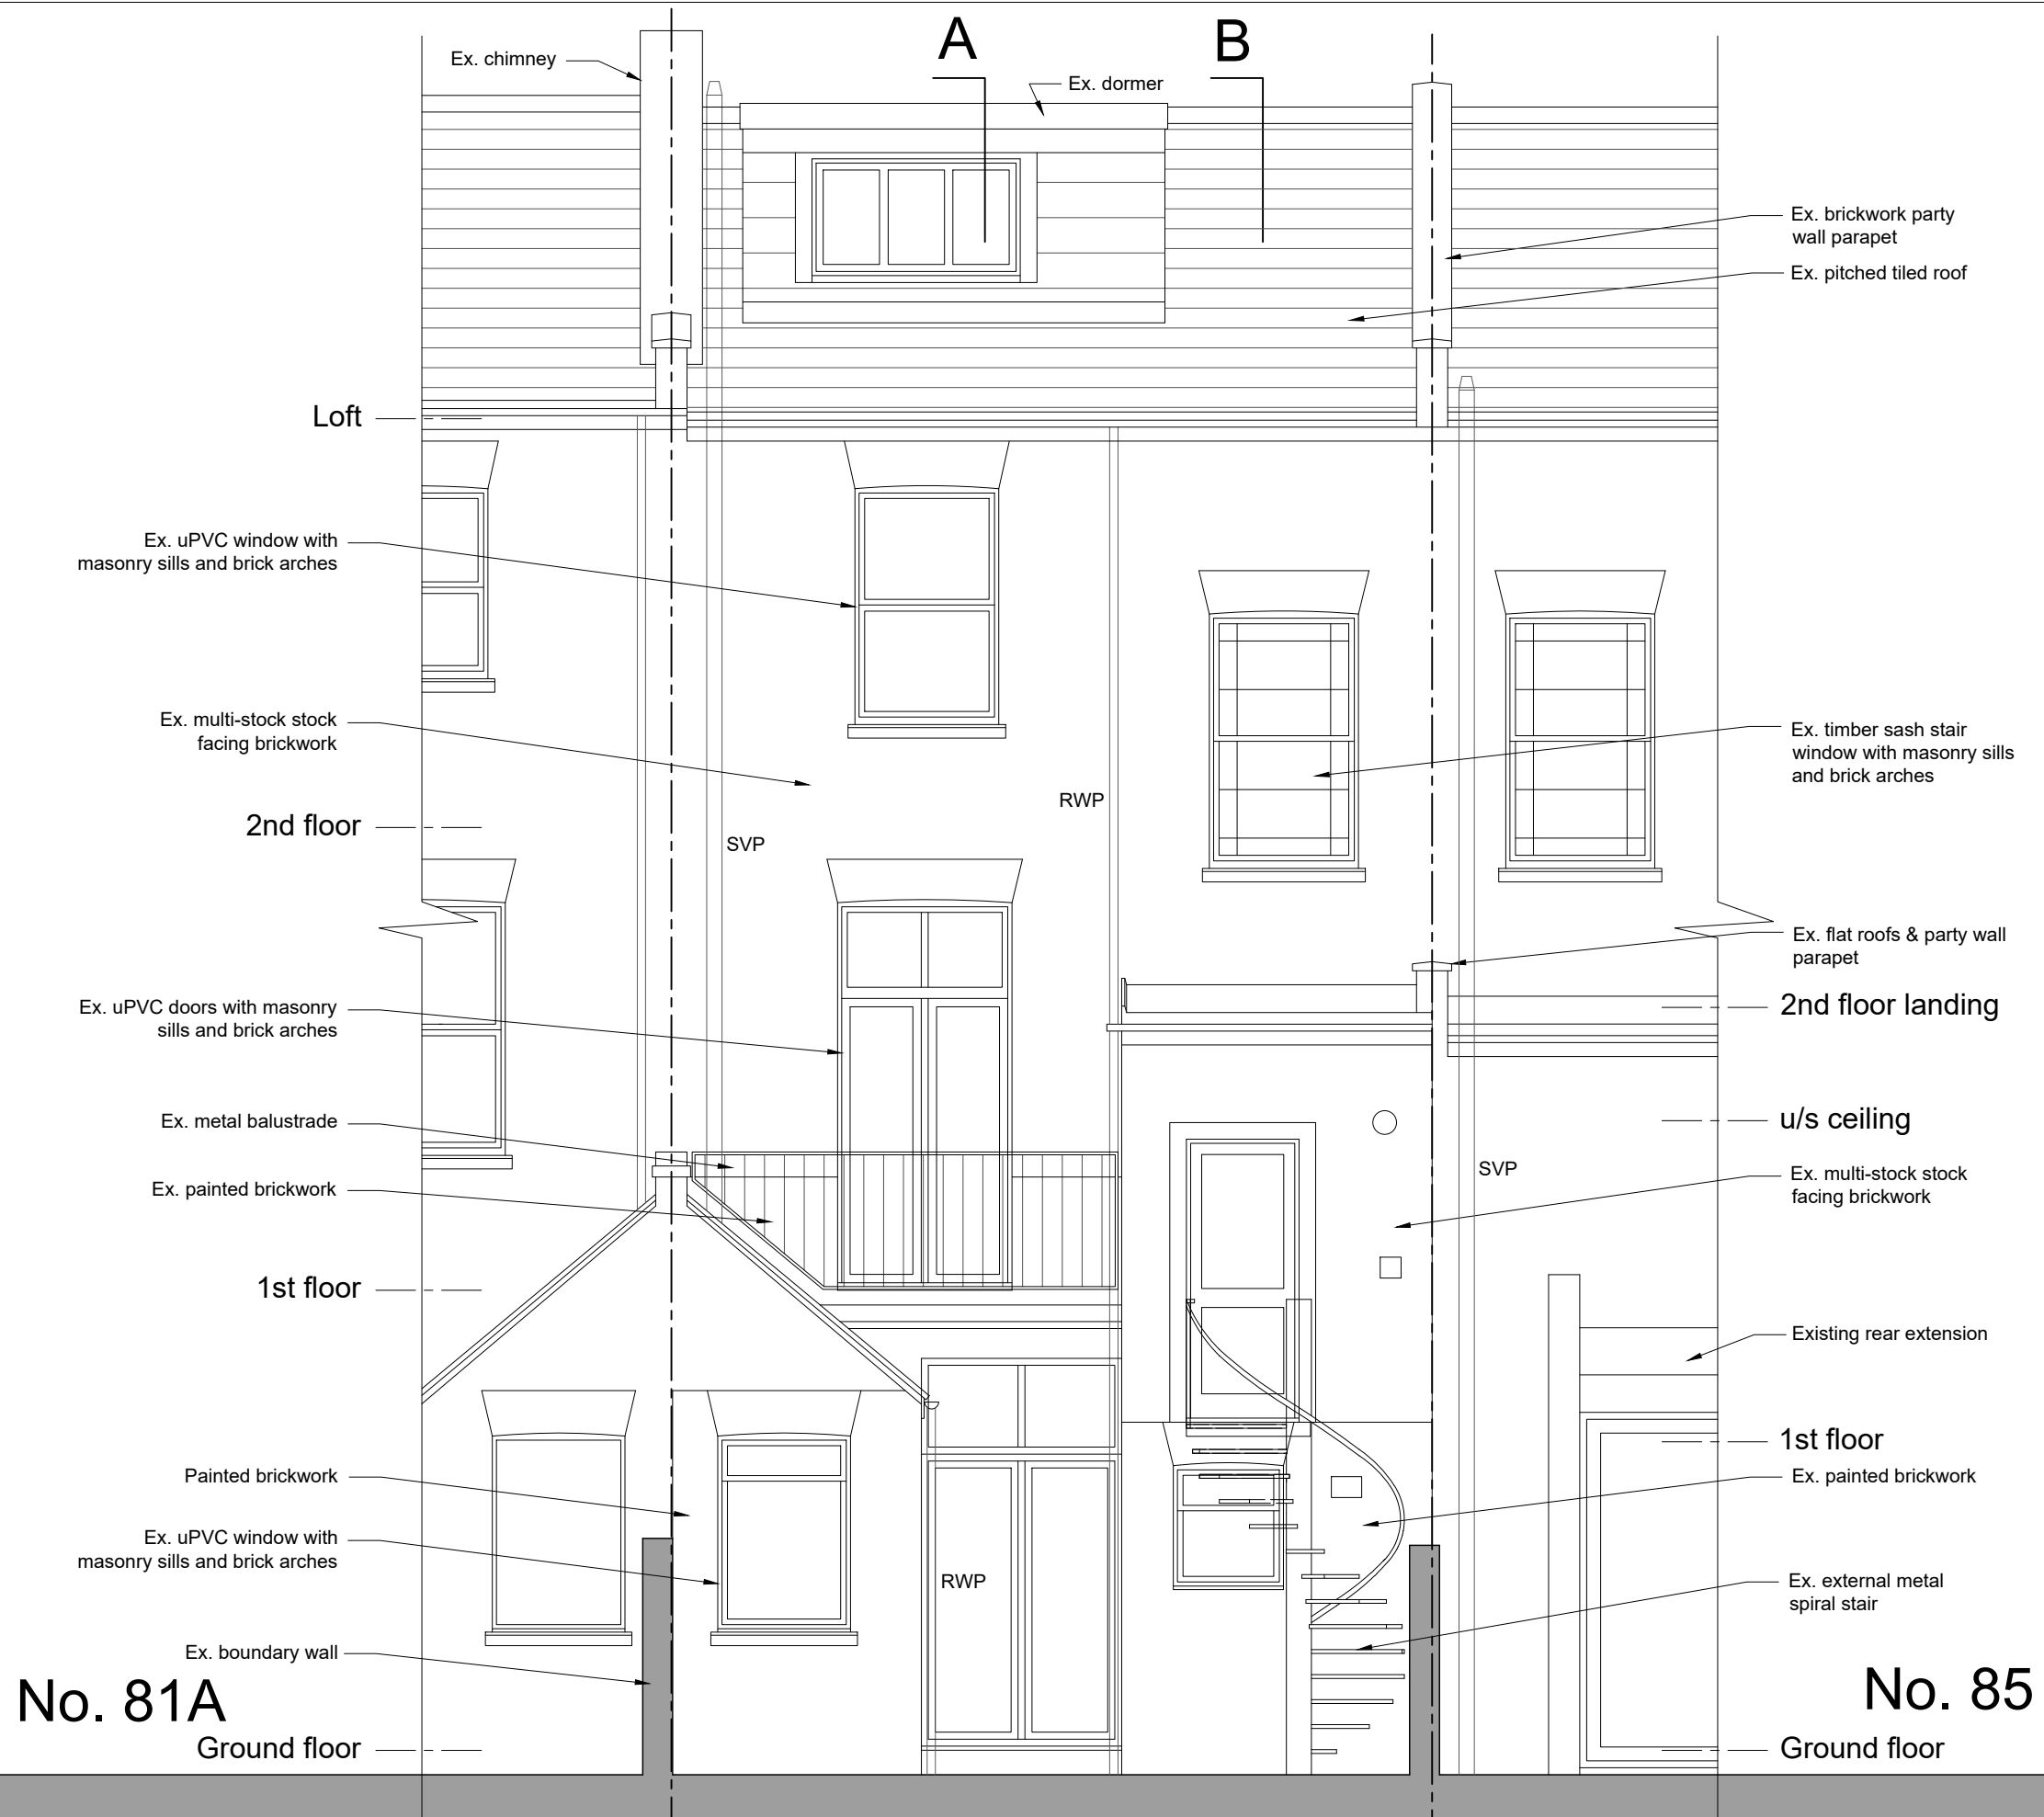 A
B
Ex. chimney
Ex. dormer
Ex. brickwork party
wall parapet
Ex. pitched tiled roof
Loft
Ex. uPVC window with
masonry sills and brick arches
Ex. multi-stock stock
facing brickwork
Ex. timber sash stair
window with masonry sills
and brick arches
RWP
2nd floor
SVP
Ex. flat roofs & party wall
parapet
Ex. uPVC doors with masonry
sills and brick arches
2nd floor landing
Ex. metal balustrade
u/s ceiling
Ex. painted brickwork
SVP
Ex. multi-stock stock
facing brickwork
1st floor
Existing rear extension
1st floor
Painted brickwork
Ex. painted brickwork
Ex. uPVC window with
masonry sills and brick arches
RWP
Ex. external metal
spiral stair
Ex. boundary wall
No. 81A
No. 85
Ground floor
Ground floor